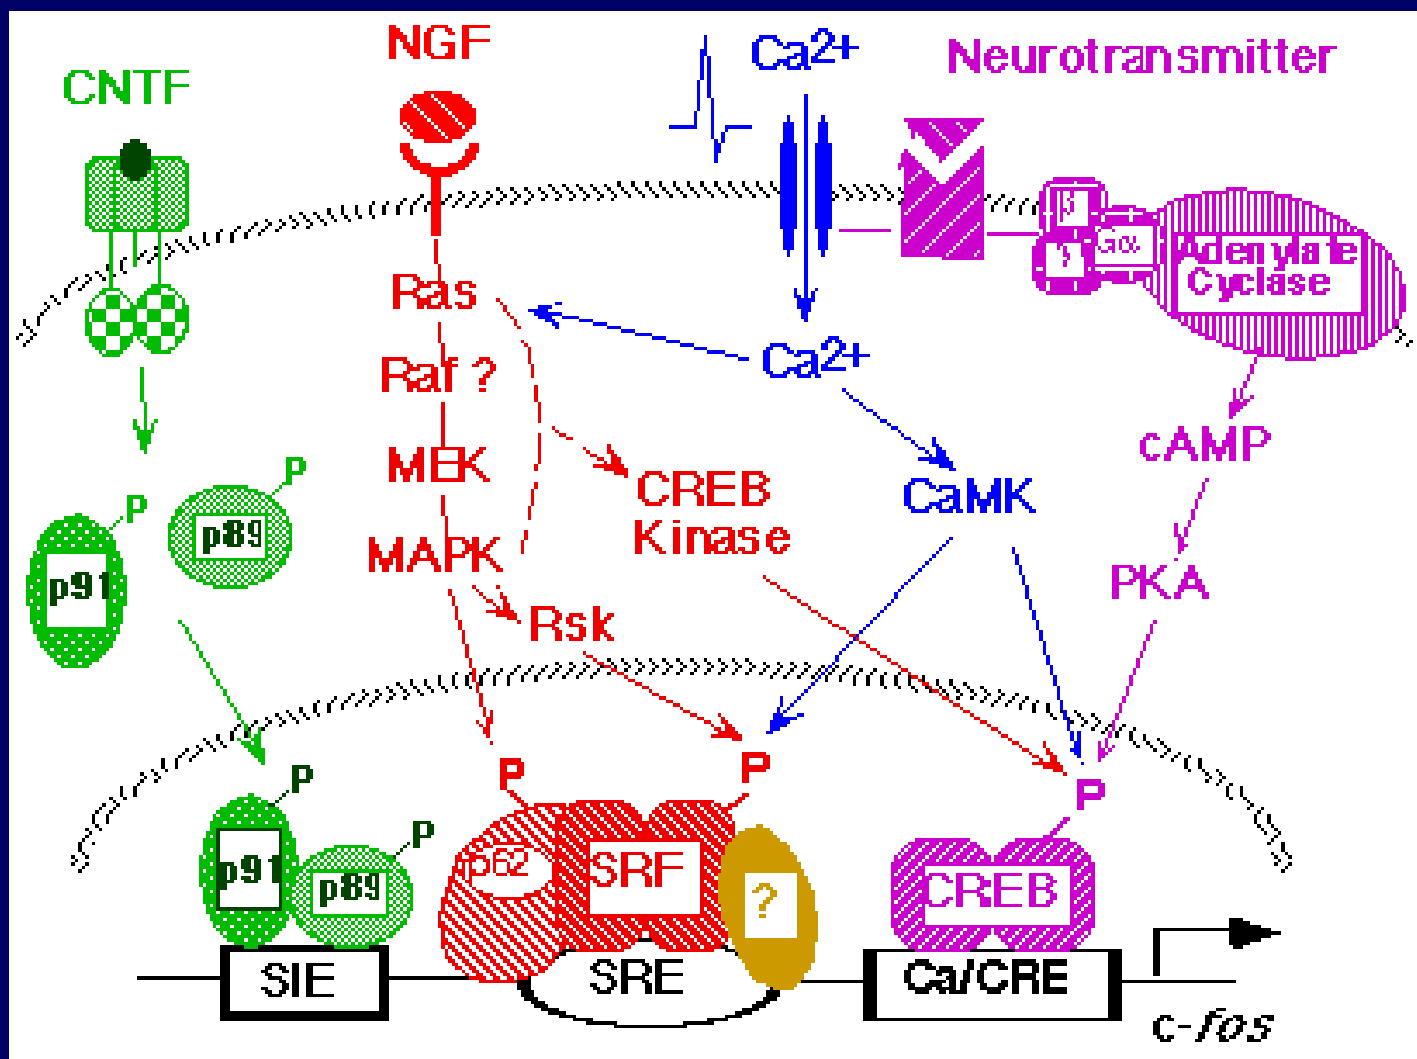 CNTF
NGF
Ca2+
Neurotransmitter
β
Gα
?
Adenylate
Cyclase
Ras
Raf ?
MEK
MAPK
Rsk
CREB
Kinase
Ca2+
CaMK
cAMP
PKA
P
P
p91
p89
P
P
p91
p89
P
P
P
p62
SRF
?
CREB
SIE
SRE
Ca/CRE
c-fos